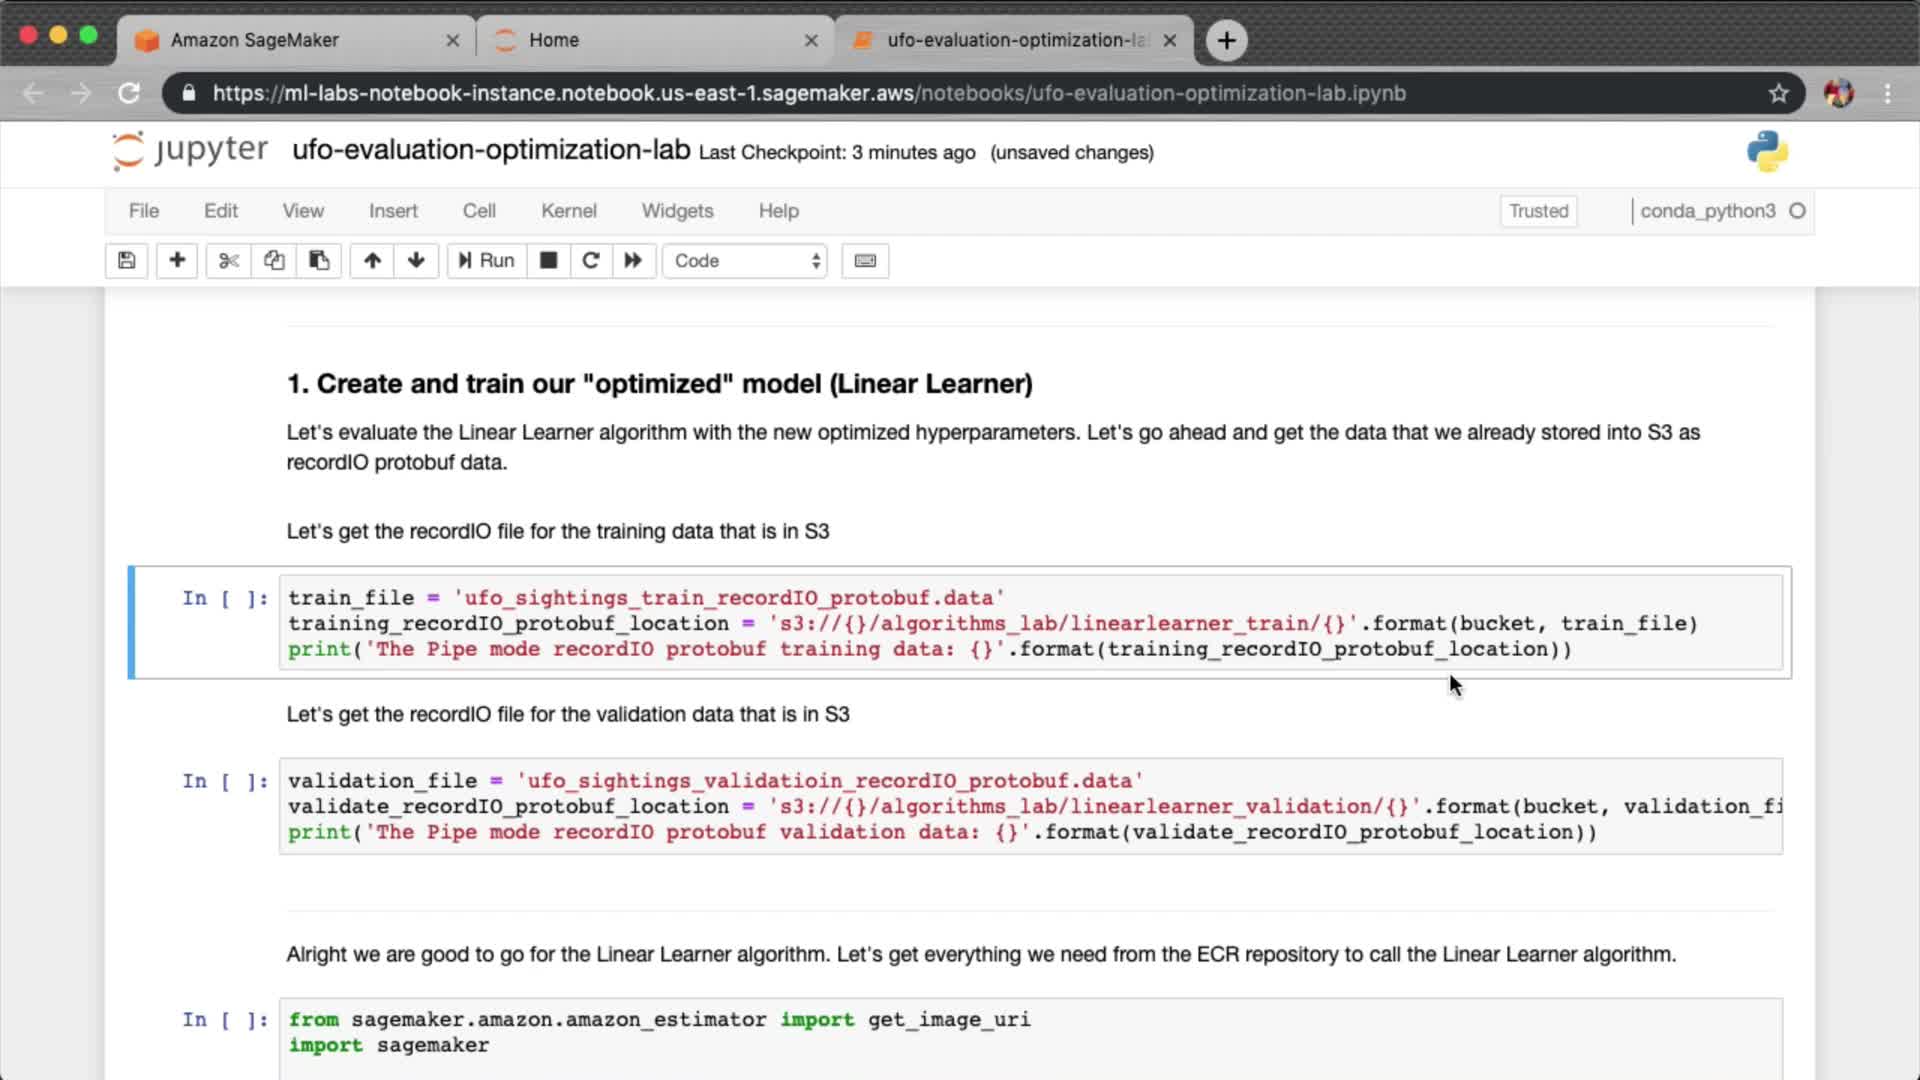 Amazon SageMaker
Home
ufo-evaluation-optimization-la
https://ml-labs-notebook-instance.notebook.us-east-1.sagemaker.aws/notebooks/ufo-evaluation-optimization-lab.ipynb
jupyter ufo-evaluation-optimization-lab Last Checkpoint: 3 minutes ago (unsaved changes)
File Edit View Insert Cell Kernel Widgets Help Trusted conda_python3
Run Code
1. Create and train our "optimized" model (Linear Learner)
Let's evaluate the Linear Learner algorithm with the new optimized hyperparameters. Let's go ahead and get the data that we already stored into S3 as
recordIO protobuf data.
Let's get the recordIO file for the training data that is in S3
In [ ]: train_file = 'ufo_sightings_train_recordIO_protobuf.data'
training_recordIO_protobuf_location = 's3://{}/algorithms_lab/linearlearner_train/{}'.format(bucket, train_file)
print('The Pipe mode recordIO protobuf training data: {}'.format(training_recordIO_protobuf_location))
Let's get the recordIO file for the validation data that is in S3
In [ ]: validation_file = 'ufo_sightings_validatioin_recordIO_protobuf.data'
validate_recordIO_protobuf_location = 's3://{}/algorithms_lab/linearlearner_validation/{}'.format(bucket, validation_fi
print('The Pipe mode recordIO protobuf validation data: {}'.format(validate_recordIO_protobuf_location))
Alright we are good to go for the Linear Learner algorithm. Let's get everything we need from the ECR repository to call the Linear Learner algorithm.
In [ ]: from sagemaker.amazon.amazon_estimator import get_image_uri
import sagemaker